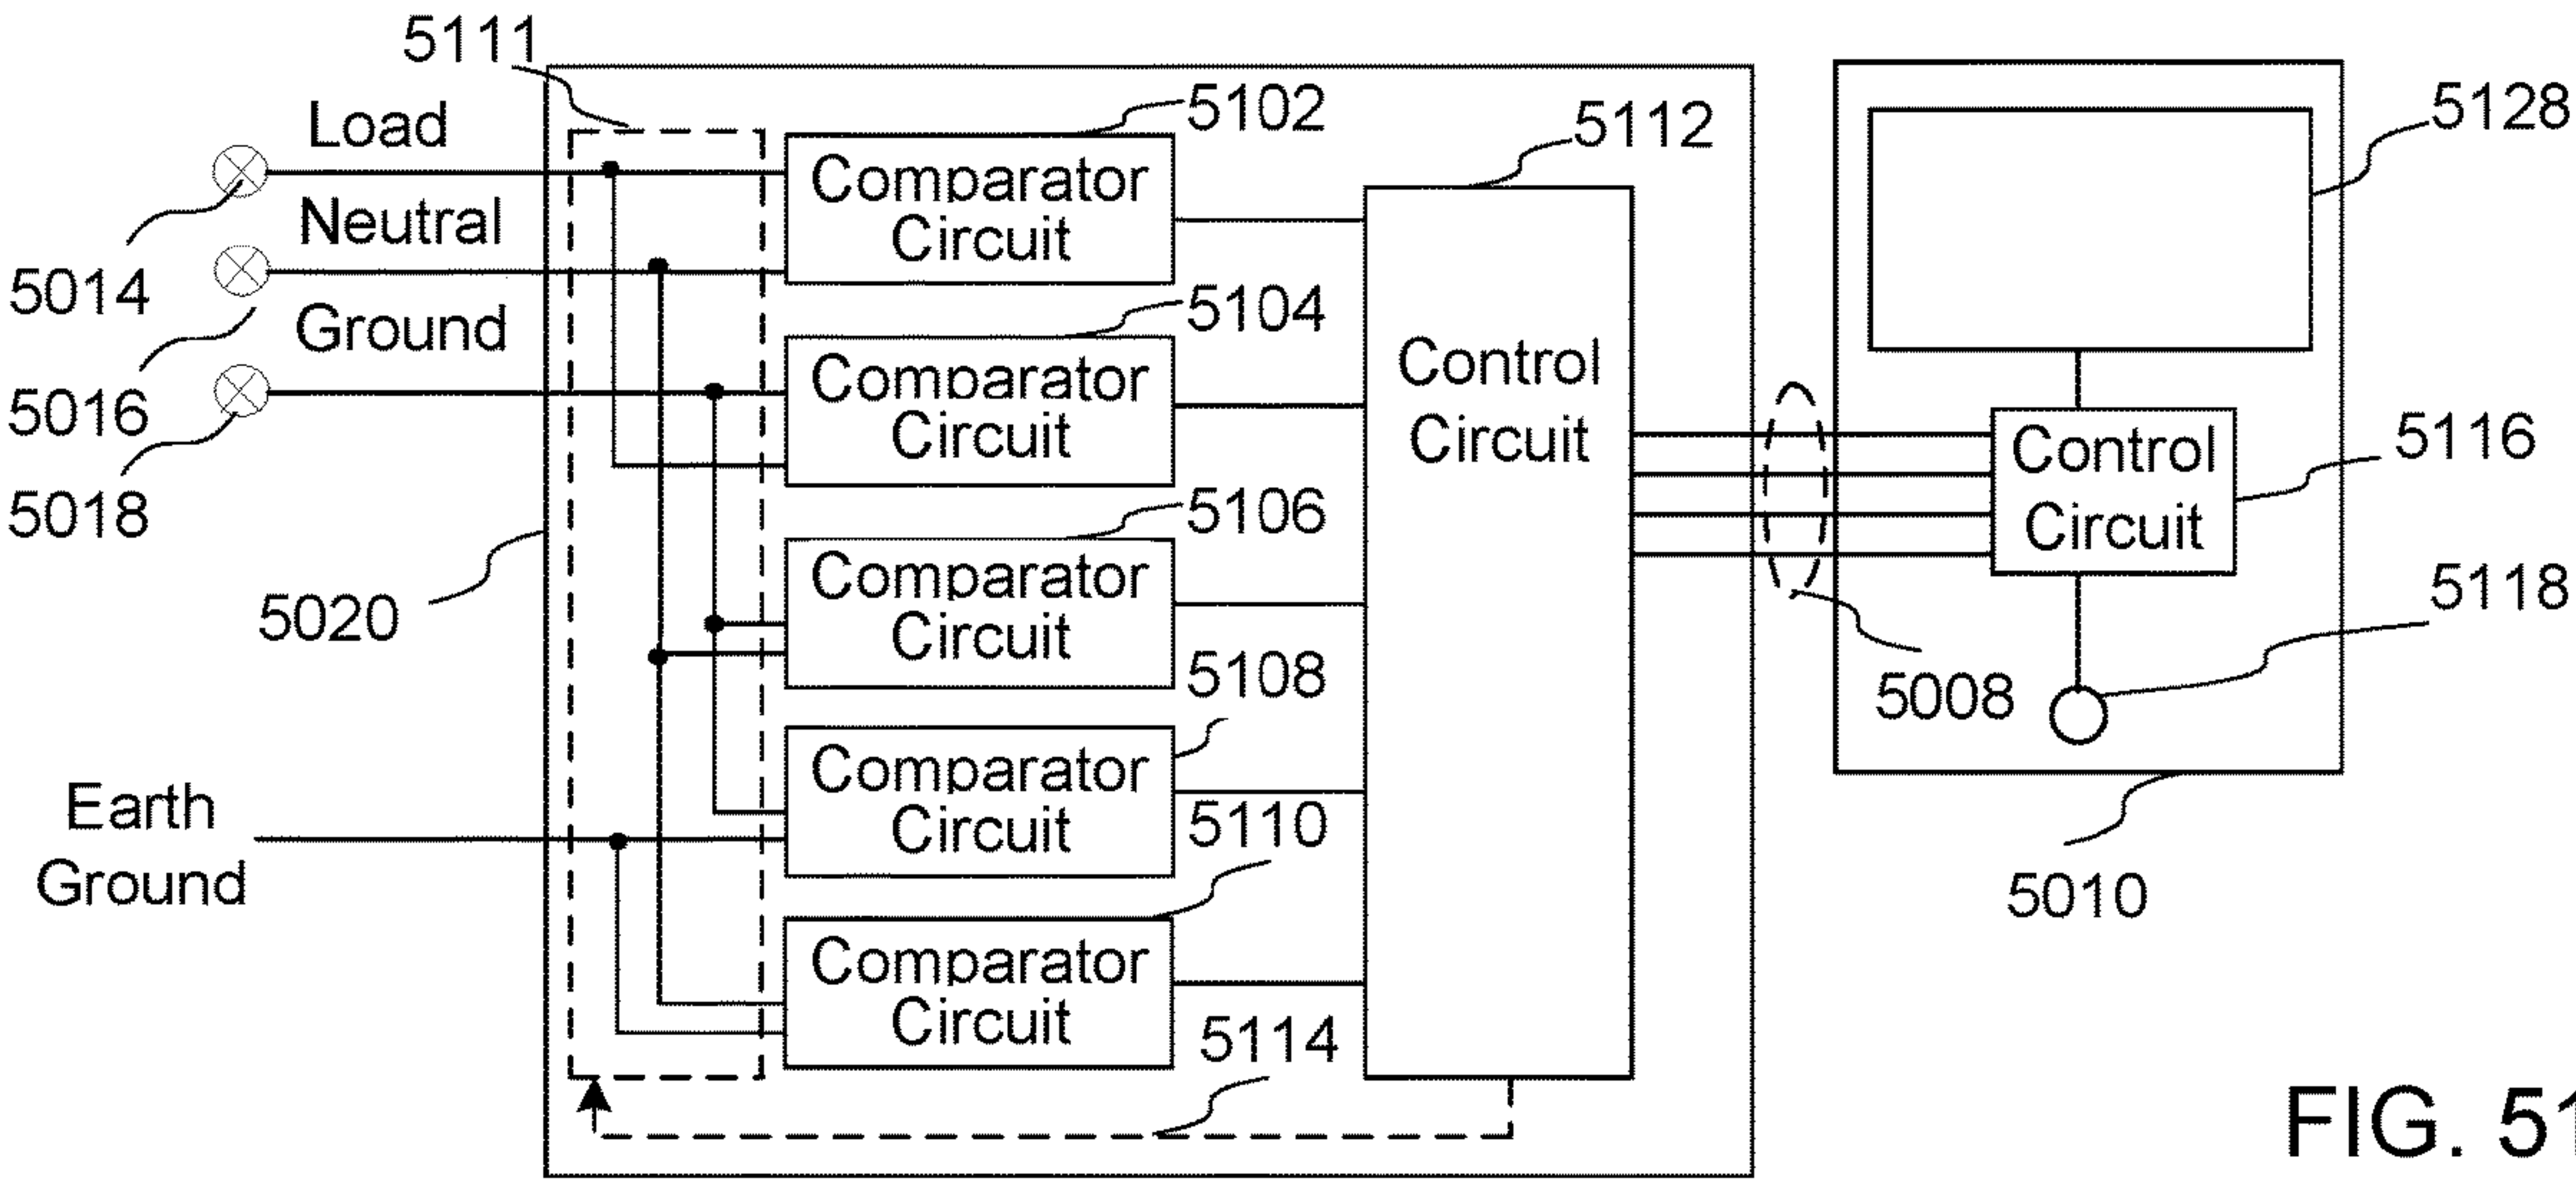 5111
Load
5102
5112
5128
Comparator
Circuit
Neutral
5014
Ground
5104
Comparator
Circuit
Control
Circuit
5016
5116
Control
Circuit
5018
5106
Comparator
Circuit
5118
5020
5108
5008
Comparator
Circuit
Earth
Ground
5110
5010
Comparator
Circuit
5114
FIG. 51